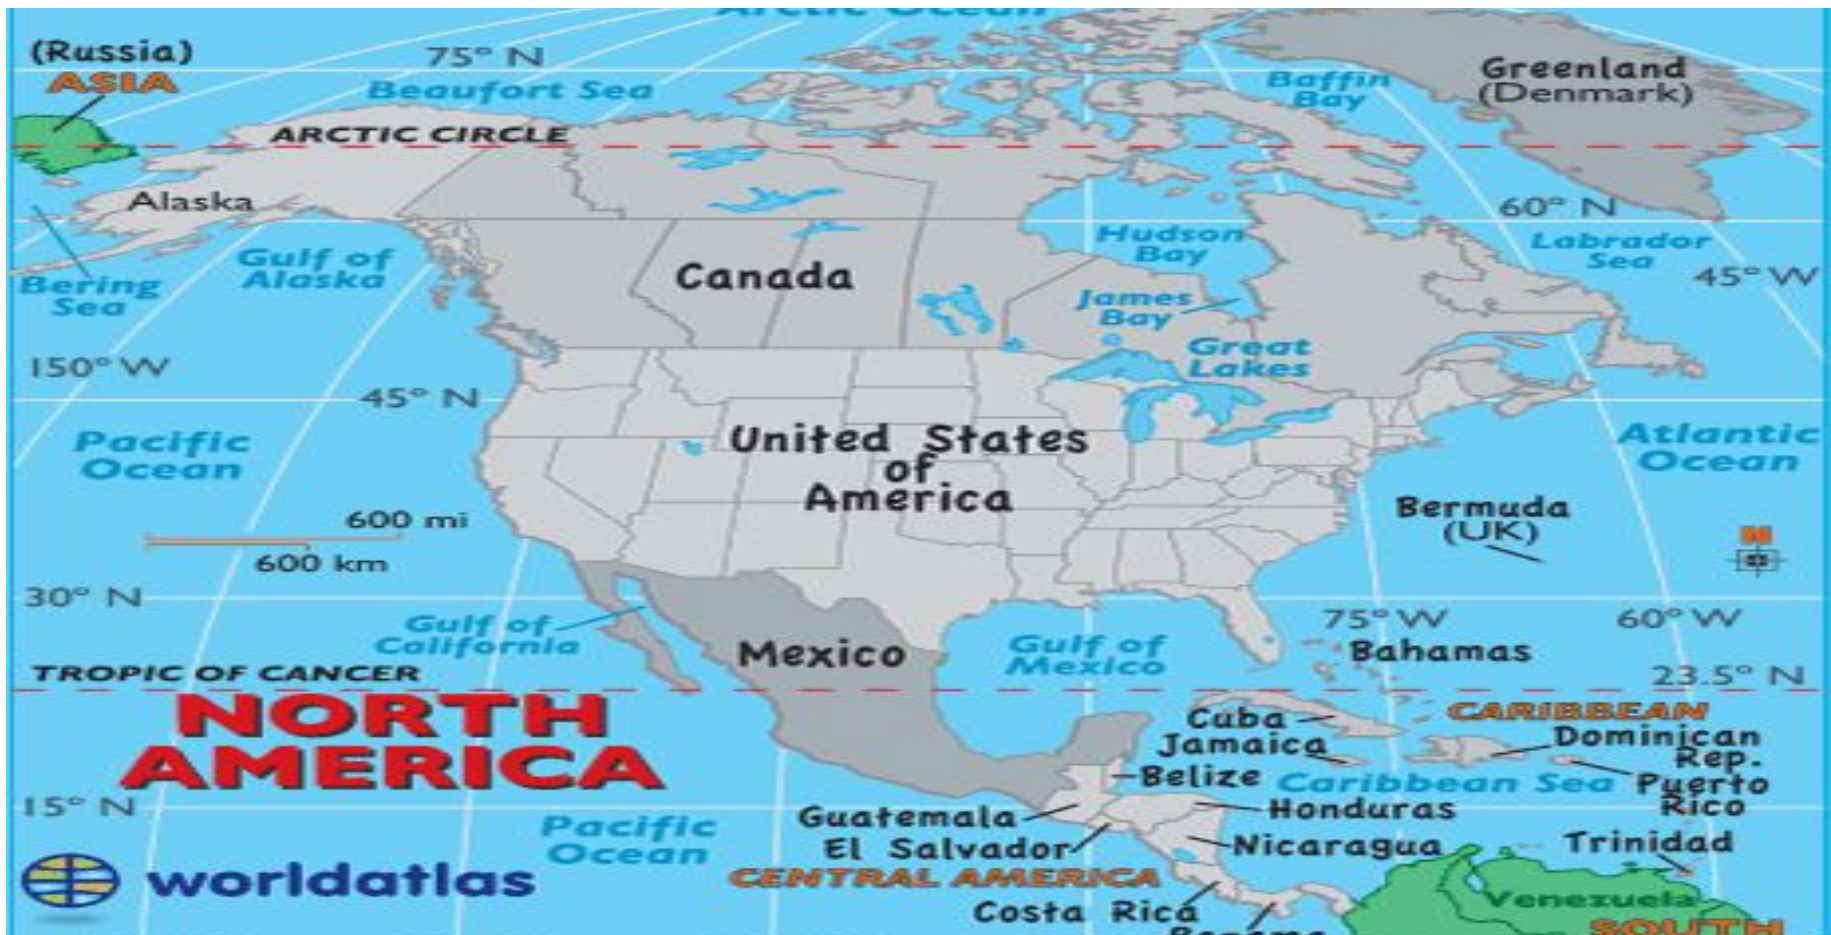 Arctic Ocean
(Russia)
ASIA
75° N
Beaufort Sea
Baffin
Bay
Greenland
(Denmark)
ARCTIC CIRCLE
Alaska
60° N
Gulf of
Alaska
Hudson
Bay
Labrador
Sea
45° W
Bering
Sea
Canada
James
Bay
Great
Lakes
150° W
45° N
Pacific
Ocean
United States
of
America
Atlantic
Ocean
600 mi
600 km
Bermuda
(UK)
N
30° N
Gulf of
California
Mexico
Gulf of
Mexico
75° W
60° W
Bahamas
TROPIC OF CANCER
23.5° N
NORTH
AMERICA
Cuba
CARIBBEAN
Jamaica
Dominican
Rep.
Belize
Caribbean Sea
Puerto
Rico
15° N
Guatemala
Honduras
Pacific
Ocean
El Salvador
Nicaragua
Trinidad
worldatlas
CENTRAL AMERICA
Venezuela
Costa Rica
Panama
SOUTH